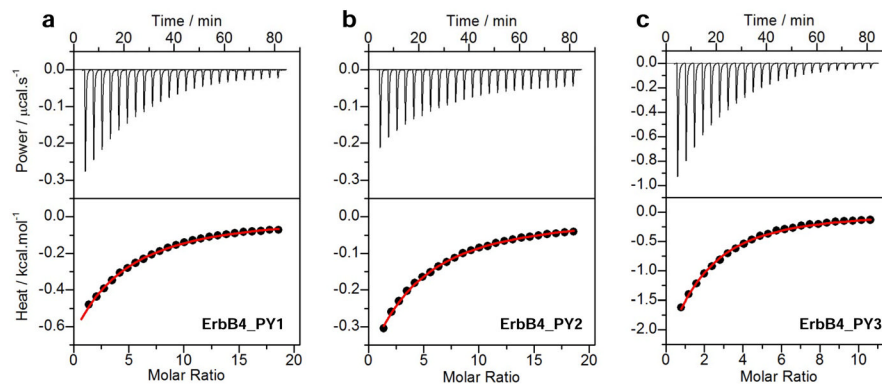 a
Time / min
0 20 40 60 80
Power / μcal.s⁻¹
0.0
-0.1
-0.2
-0.3
Heat / kcal.mol⁻¹
0.0
-0.2
-0.4
-0.6
ErbB4_PY1
0 5 10 15 20
Molar Ratio
b
Time / min
0 20 40 60 80
0.0
-0.1
-0.2
-0.3
0.0
-0.1
-0.2
-0.3
ErbB4_PY2
0 5 10 15 20
Molar Ratio
c
Time / min
0 20 40 60 80
0.0
-0.2
-0.4
-0.6
-0.8
-1.0
0.0
-0.5
-1.0
-1.5
-2.0
ErbB4_PY3
0 2 4 6 8 10
Molar Ratio